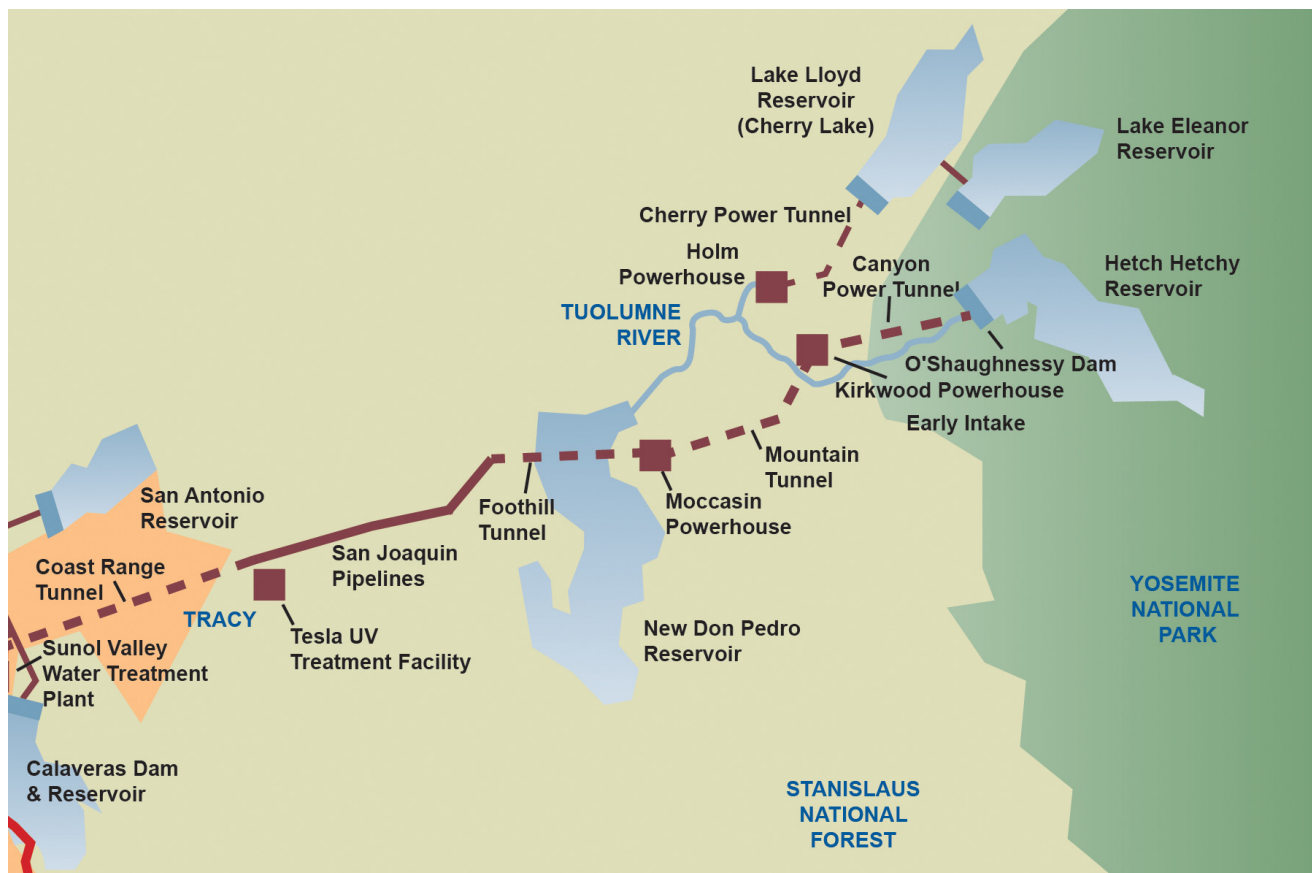 Lake Lloyd
Reservoir
(Cherry Lake)
Lake Eleanor
Reservoir
Cherry Power Tunnel
Holm
Powerhouse
Canyon
Power Tunnel
Hetch Hetchy
Reservoir
TUOLUMNE
RIVER
O'Shaughnessy Dam
Kirkwood Powerhouse
Early Intake
Mountain
Tunnel
San Antonio
Reservoir
Foothill
Tunnel
Moccasin
Powerhouse
San Joaquin
Pipelines
Coast Range
Tunnel
TRACY
Tesla UV
Treatment Facility
New Don Pedro
Reservoir
YOSEMITE
NATIONAL
PARK
Sunol Valley
Water Treatment
Plant
Calaveras Dam
& Reservoir
STANISLAUS
NATIONAL
FOREST